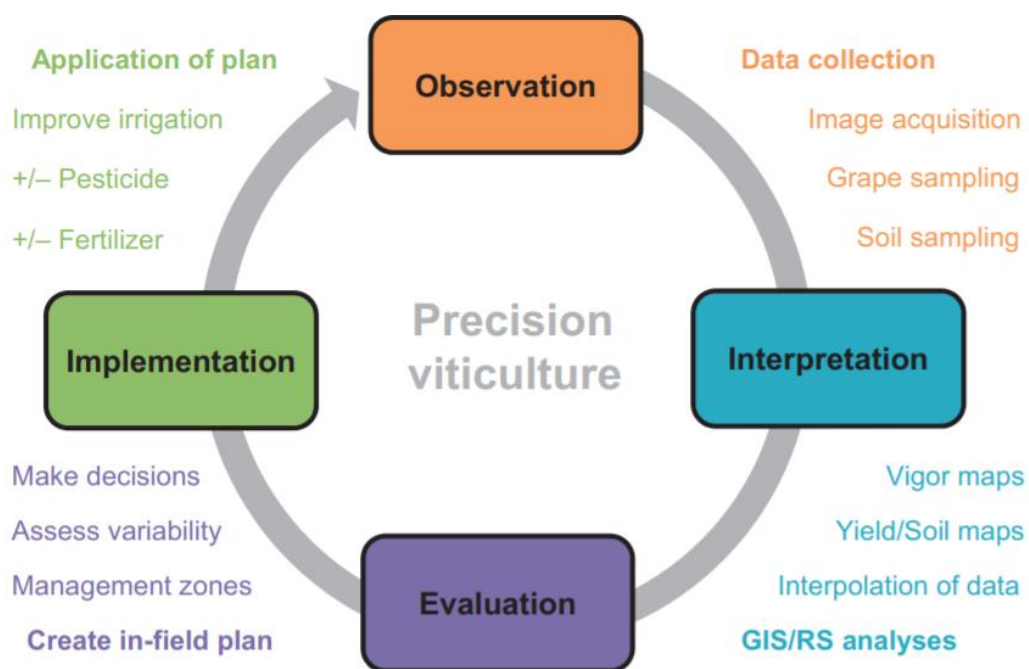 Observation
Data collection
Image acquisition
Grape sampling
Soil sampling
Interpretation
Vigor maps
Yield/Soil maps
Interpolation of data
GIS/RS analyses
Evaluation
Make decisions
Assess variability
Management zones
Create in-field plan
Implementation
Application of plan
Improve irrigation
+/– Pesticide
+/– Fertilizer
Precision
viticulture